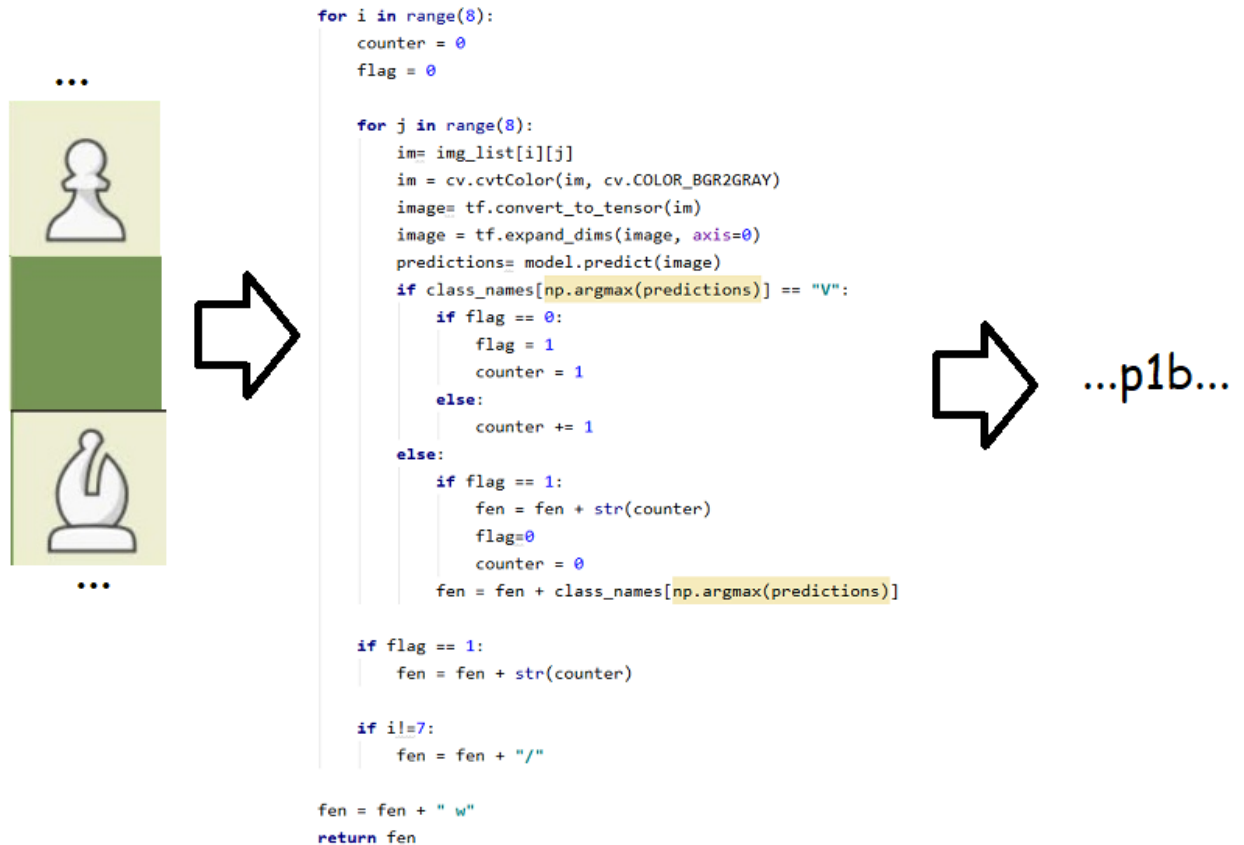 ...
...
for i in range(8):
    counter = 0
    flag = 0

    for j in range(8):
        im= img_list[i][j]
        im = cv.cvtColor(im, cv.COLOR_BGR2GRAY)
        image= tf.convert_to_tensor(im)
        image = tf.expand_dims(image, axis=0)
        predictions= model.predict(image)
        if class_names[np.argmax(predictions)] == "V":
            if flag == 0:
                flag = 1
                counter = 1
            else:
                counter += 1
        else:
            if flag == 1:
                fen = fen + str(counter)
                flag=0
                counter = 0
            fen = fen + class_names[np.argmax(predictions)]

    if flag == 1:
        fen = fen + str(counter)

    if i!=7:
        fen = fen + "/"

fen = fen + " w"
return fen
...p1b...